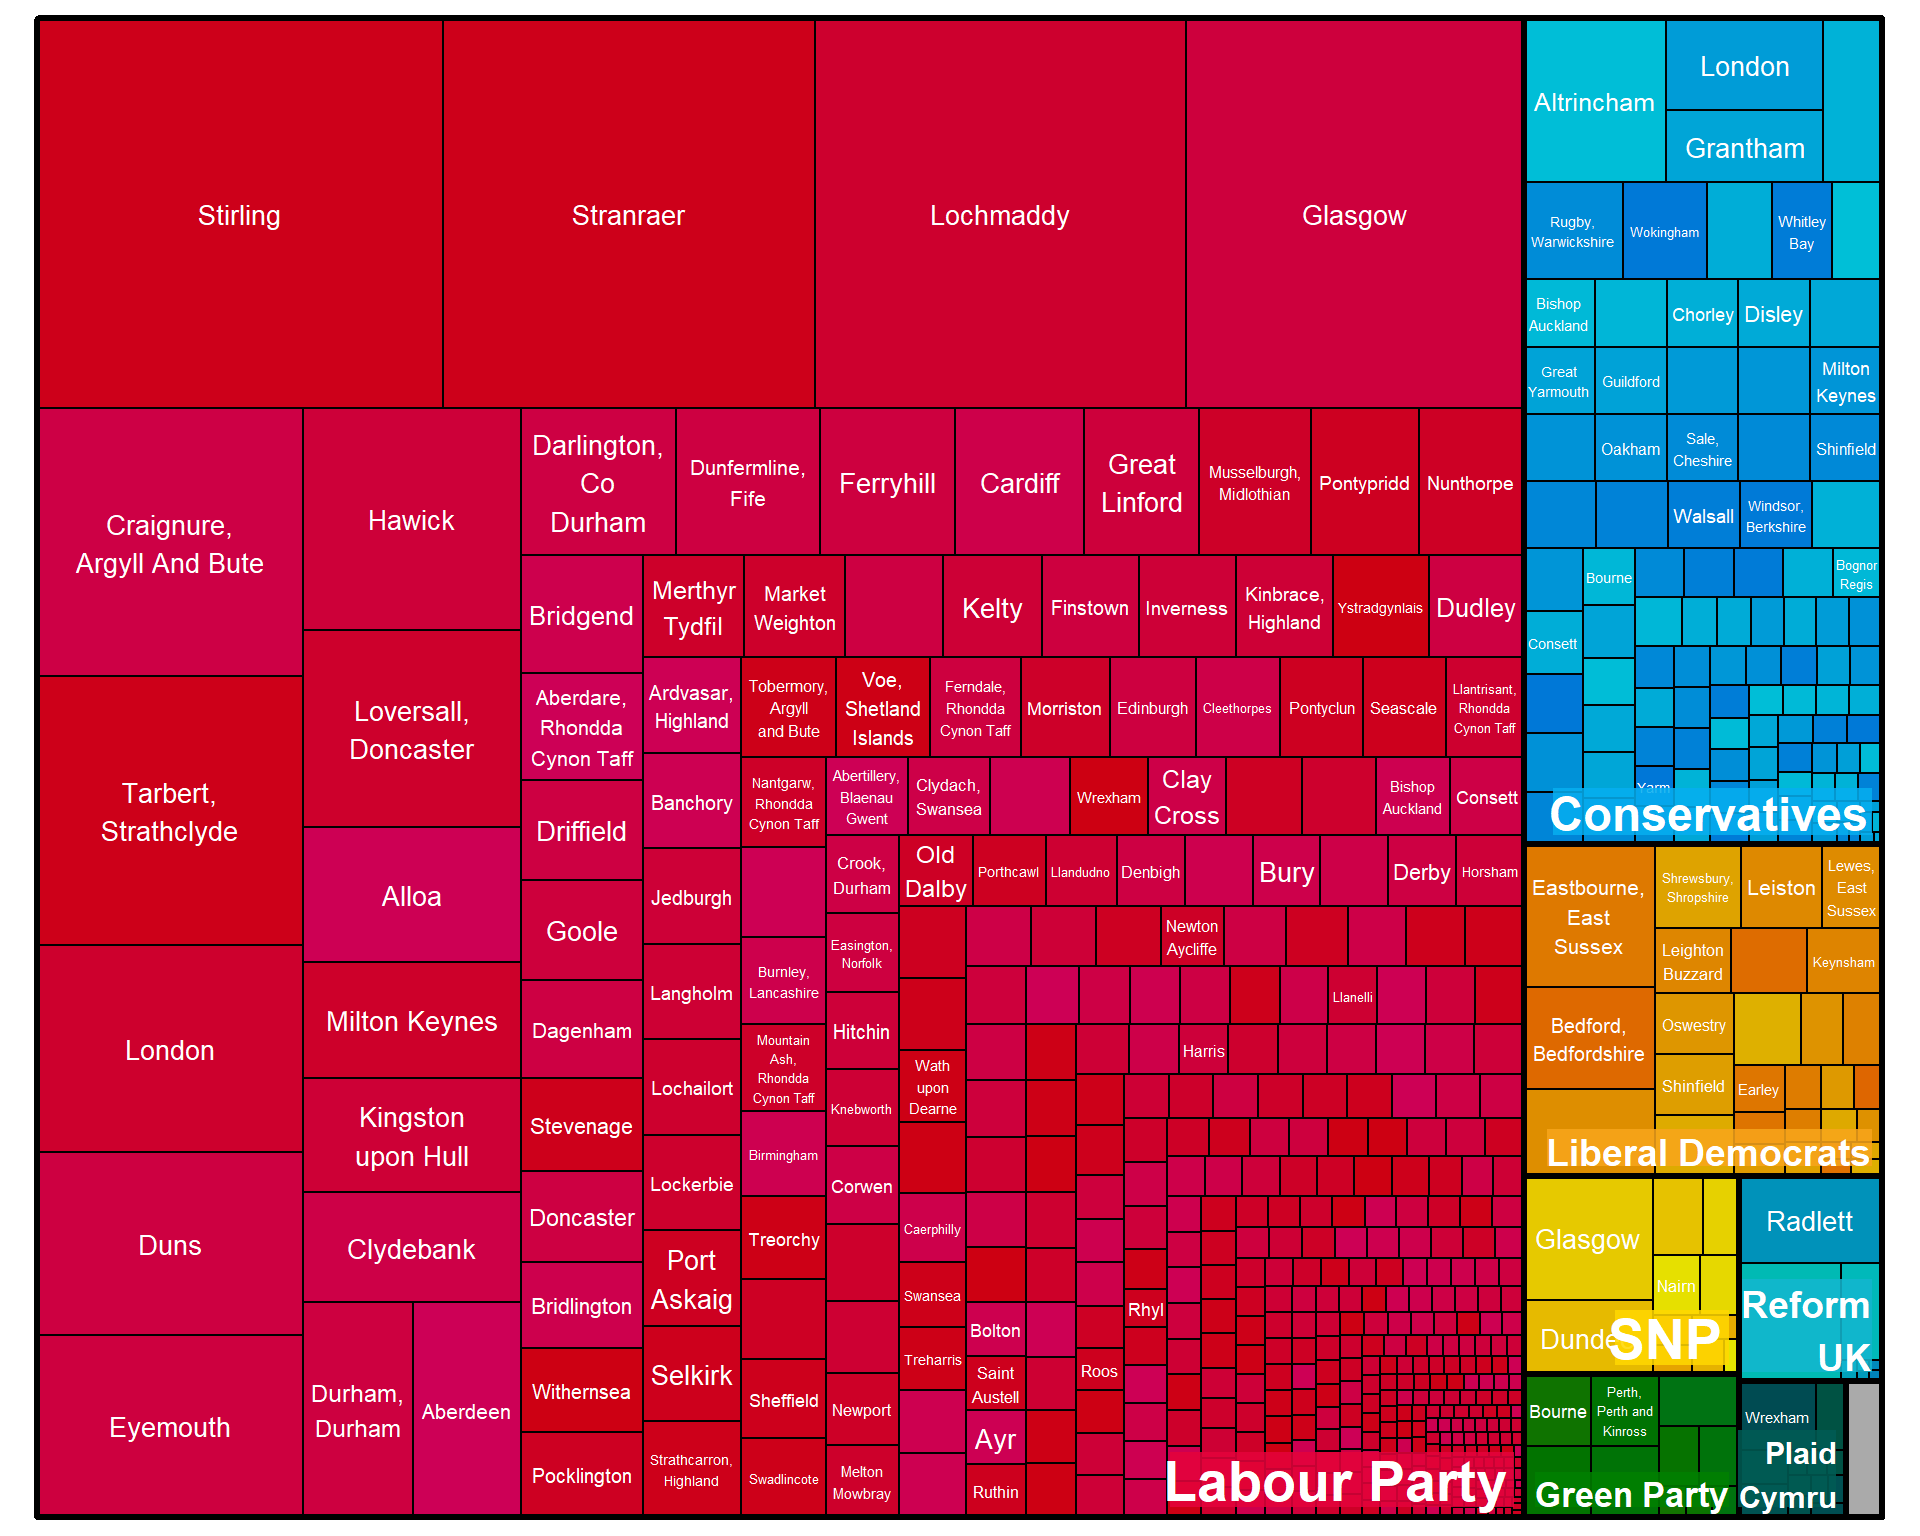 Stirling
Stranraer
Lochmaddy
Glasgow
Craignure,
Argyll And Bute
Tarbert,
Strathclyde
London
Duns
Eyemouth
Hawick
Loversall,
Doncaster
Alloa
Milton Keynes
Kingston
upon Hull
Clydebank
Durham,
Durham
Aberdeen
Darlington,
Co
Durham
Dunfermline,
Fife
Ferryhill
Cardiff
Great
Linford
Musselburgh,
Midlothian
Pontypridd
Nunthorpe
Bridgend
Aberdare,
Rhondda
Cynon Taff
Driffield
Goole
Dagenham
Stevenage
Doncaster
Bridlington
Withernsea
Pocklington
Merthyr
Tydfil
Market
Weighton
Kelty
Finstown
Inverness
Kinbrace,
Highland
Ystradgynlais
Dudley
Ardvasar,
Highland
Banchory
Jedburgh
Langholm
Lochailort
Lockerbie
Port
Askaig
Selkirk
Strathcarron,
Highland
Tobermory,
Argyll
and Bute
Voe,
Shetland
Islands
Ferndale,
Rhondda
Cynon Taff
Morriston
Edinburgh
Cleethorpes
Pontyclun
Seascale
Llantrisant,
Rhondda
Cynon Taff
Nantgarw,
Rhondda
Cynon Taff
Burnley,
Lancashire
Mountain
Ash,
Rhondda
Cynon Taff
Birmingham
Treorchy
Sheffield
Swadlincote
Abertillery,
Blaenau
Gwent
Clydach,
Swansea
Wrexham
Clay
Cross
Bishop
Auckland
Consett
Crook,
Durham
Easington,
Norfolk
Hitchin
Knebworth
Corwen
Newport
Melton
Mowbray
Old
Dalby
Porthcawl
Llandudno
Denbigh
Bury
Derby
Horsham
Wath
upon
Dearne
Caerphilly
Swansea
Treharris
Newton
Aycliffe
Llanelli
Harris
Bolton
Saint
Austell
Ayr
Ruthin
Roos
Rhyl
Labour Party
Altrincham
London
Grantham
Rugby,
Warwickshire
Wokingham
Whitley
Bay
Bishop
Auckland
Chorley
Disley
Great
Yarmouth
Guildford
Milton
Keynes
Oakham
Sale,
Cheshire
Shinfield
Walsall
Windsor,
Berkshire
Bourne
Bognor
Regis
Consett
Yarm
Conservatives
Eastbourne,
East
Sussex
Shrewsbury,
Shropshire
Leiston
Lewes,
East
Sussex
Leighton
Buzzard
Keynsham
Bedford,
Bedfordshire
Oswestry
Shinfield
Earley
Liberal Democrats
Glasgow
Nairn
Dunde
SNP
Radlett
Reform
UK
Bourne
Perth,
Perth and
Kinross
Green Party
Wrexham
Plaid
Cymru